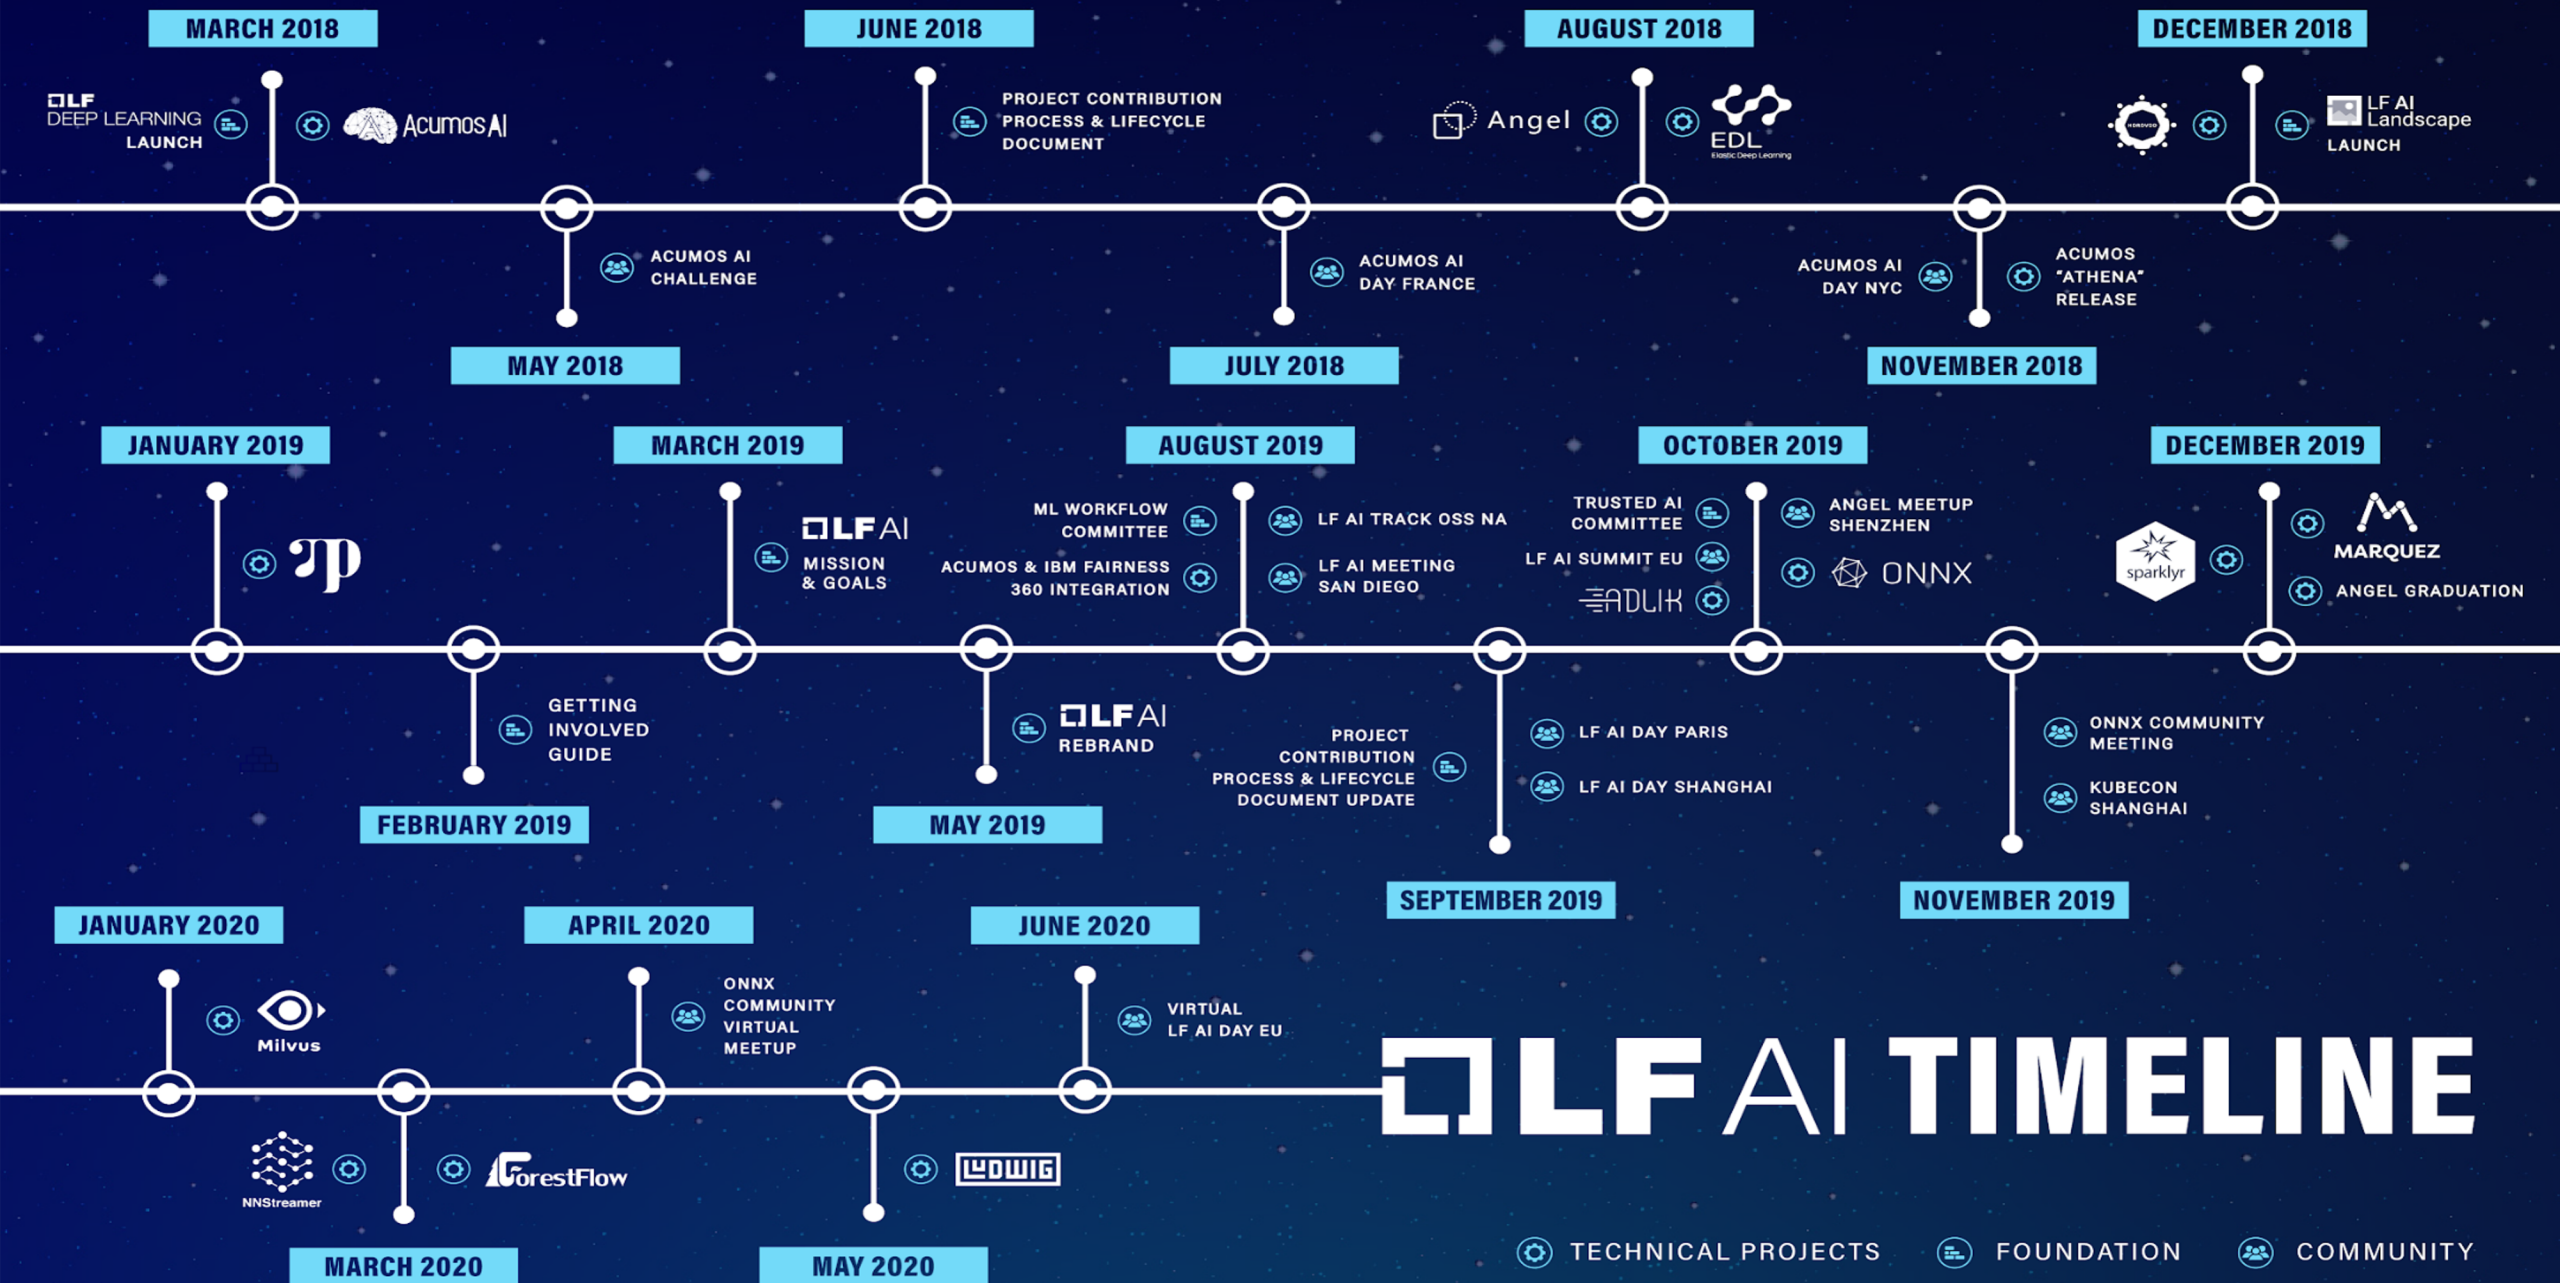 MARCH 2018
LF
DEEP LEARNING
LAUNCH
Acumos AI
JUNE 2018
PROJECT CONTRIBUTION
PROCESS & LIFECYCLE
DOCUMENT
AUGUST 2018
Angel
EDL
Elastic Deep Learning
DECEMBER 2018
HOROVOD
LF AI
Landscape
LAUNCH
ACUMOS AI
CHALLENGE
MAY 2018
ACUMOS AI
DAY FRANCE
JULY 2018
ACUMOS AI
DAY NYC
ACUMOS
"ATHENA"
RELEASE
NOVEMBER 2018
JANUARY 2019
MARCH 2019
LF AI
MISSION
& GOALS
AUGUST 2019
ML WORKFLOW
COMMITTEE
ACUMOS & IBM FAIRNESS
360 INTEGRATION
LF AI TRACK OSS NA
LF AI MEETING
SAN DIEGO
OCTOBER 2019
TRUSTED AI
COMMITTEE
LF AI SUMMIT EU
ADLIK
ANGEL MEETUP
SHENZHEN
ONNX
DECEMBER 2019
sparklyr
MARQUEZ
ANGEL GRADUATION
GETTING
INVOLVED
GUIDE
FEBRUARY 2019
LF AI
REBRAND
MAY 2019
PROJECT
CONTRIBUTION
PROCESS & LIFECYCLE
DOCUMENT UPDATE
LF AI DAY PARIS
LF AI DAY SHANGHAI
SEPTEMBER 2019
ONNX COMMUNITY
MEETING
KUBECON
SHANGHAI
NOVEMBER 2019
JANUARY 2020
Milvus
APRIL 2020
ONNX
COMMUNITY
VIRTUAL
MEETUP
JUNE 2020
VIRTUAL
LF AI DAY EU
NNStreamer
ForestFlow
MARCH 2020
LUDWIG
MAY 2020
LF AI TIMELINE
TECHNICAL PROJECTS
FOUNDATION
COMMUNITY